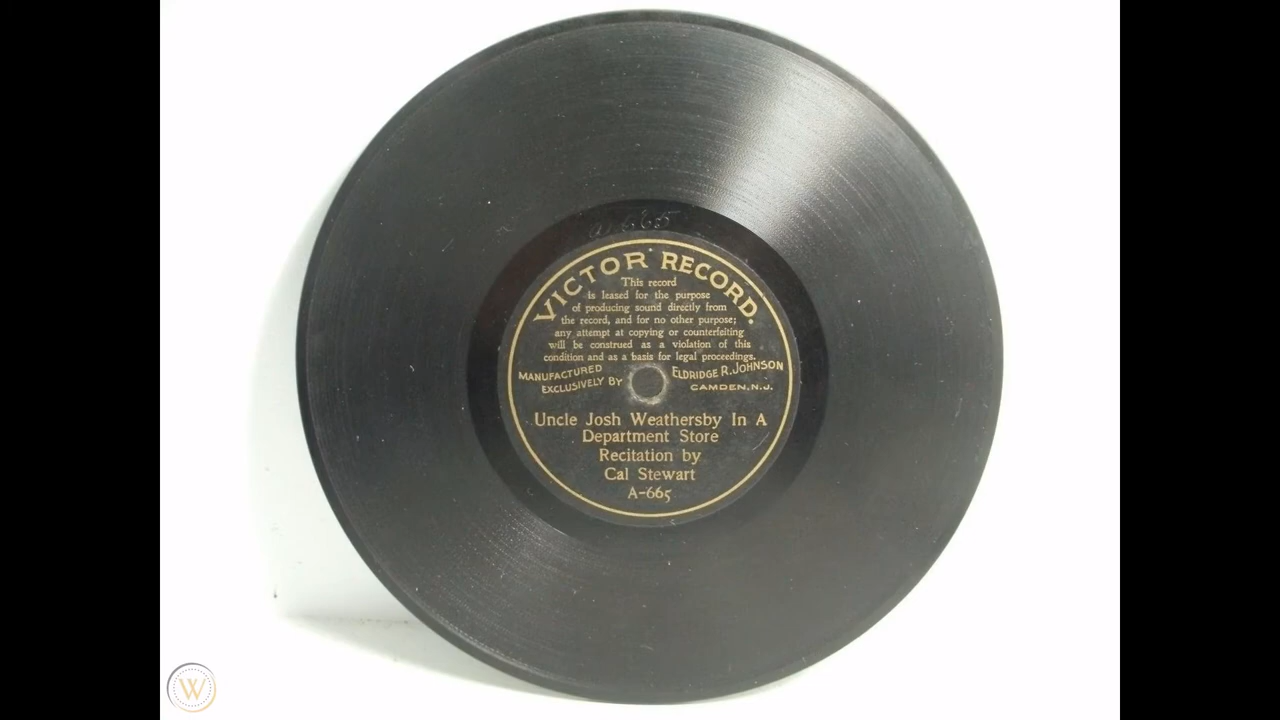 a 665
VICTOR RECORD.
This record
is leased for the purpose
of producing sound directly from
the record, and for no other purpose;
any attempt at copying or counterfeiting
will be construed as a violation of this
condition and as a basis for legal proceedings.
MANUFACTURED
EXCLUSIVELY BY
ELDRIDGE R. JOHNSON
CAMDEN, N.J.
Uncle Josh Weathersby In A
Department Store
Recitation by
Cal Stewart
A-665
W